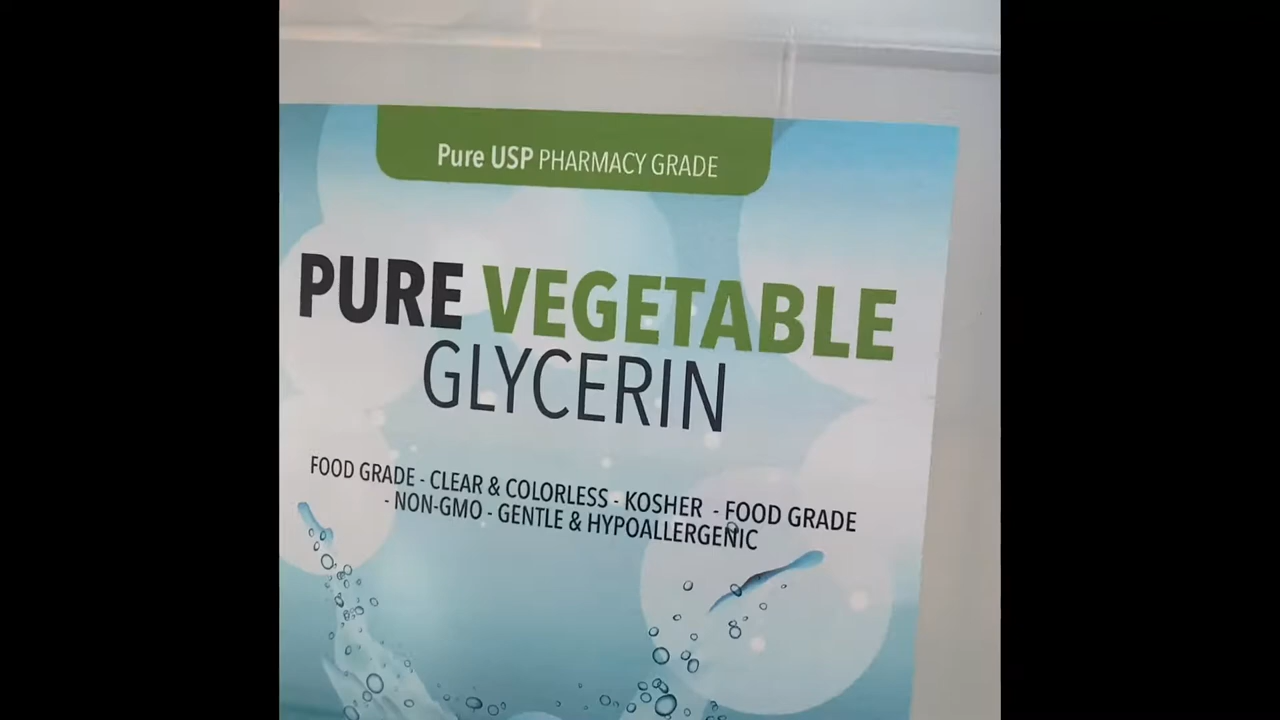 Pure USP PHARMACY GRADE
PURE VEGETABLE
GLYCERIN
FOOD GRADE - CLEAR & COLORLESS - KOSHER - FOOD GRADE
- NON-GMO - GENTLE & HYPOALLERGENIC